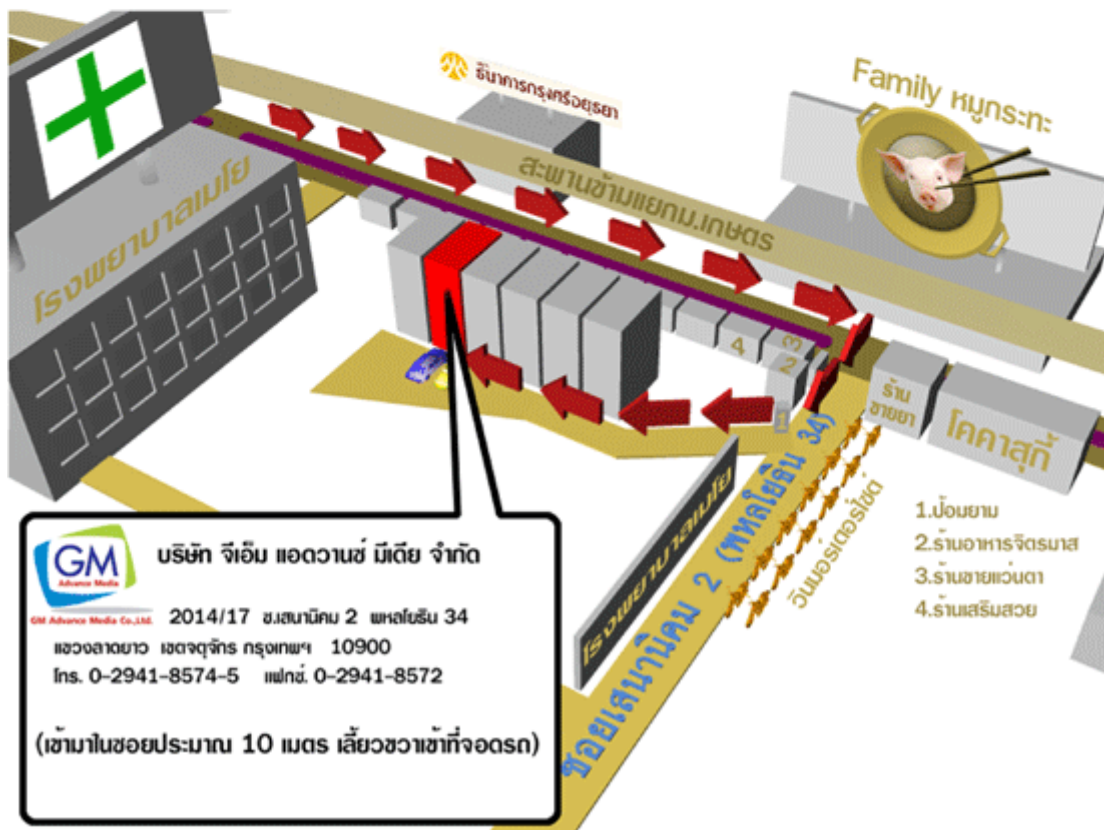 ธนาคารกรุงศรีอยุธยา
Family หมูกระทะ
สะพานข้ามแยกม.เกษตร
โรงพยาบาลเมโย
4
3
2
1
ร้าน
ขายยา
โคคาสุกี้
โรงพยาบาลเมโย
ซอยเสนานิคม 2 (พหลโยธิน 34)
วินมอร์เตอร์ไซต์
1.ป้อมยาม
2.ร้านอาหารจิตรมาส
3.ร้านขายแว่นตา
4.ร้านเสริมสวย
GM
Advance Media
GM Advance Media Co.,Ltd.
บริษัท จีเอ็ม แอดวานซ์ มีเดีย จำกัด
2014/17 ซ.เสนานิคม 2 พหลโยธิน 34
แขวงลาดยาว เขตจตุจักร กรุงเทพฯ 10900
โทร. 0-2941-8574-5 แฟกซ์. 0-2941-8572
(เข้ามาในซอยประมาณ 10 เมตร เลี้ยวขวาเข้าที่จอดรถ)